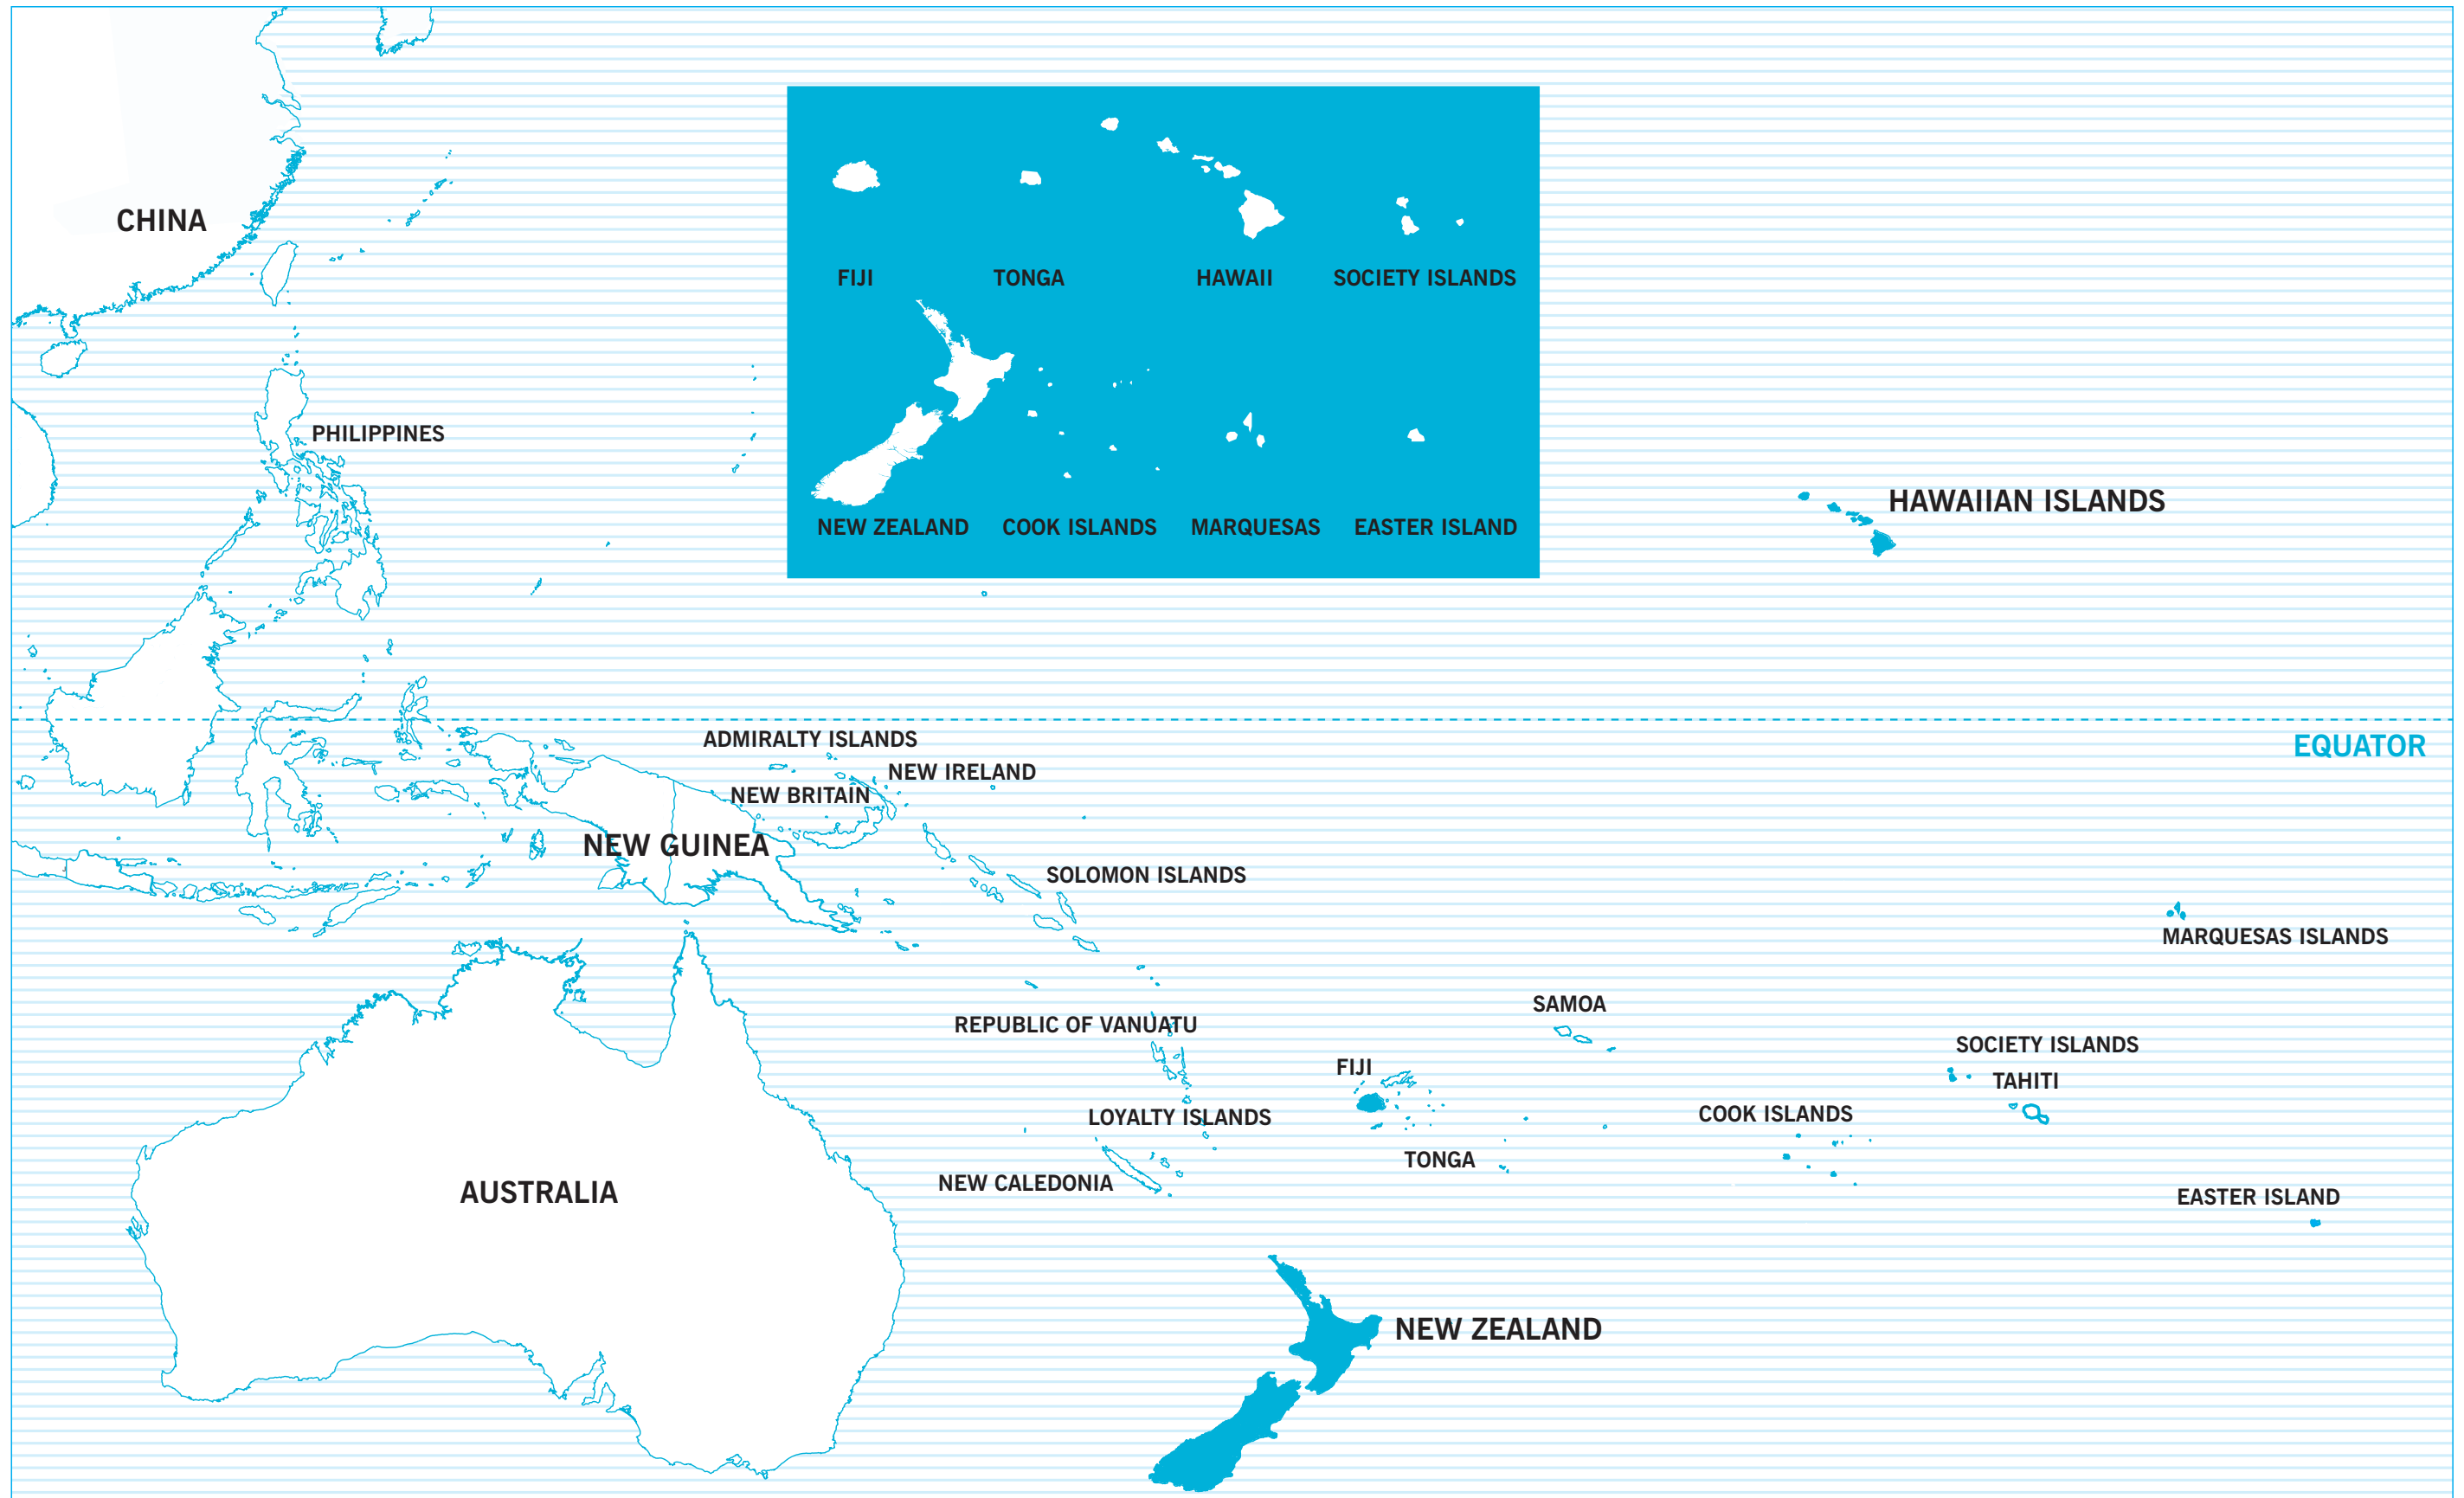 CHINA
FIJI
TONGA
HAWAII
SOCIETY ISLANDS
PHILIPPINES
NEW ZEALAND
COOK ISLANDS
MARQUESAS
EASTER ISLAND
HAWAIIAN ISLANDS
ADMIRALTY ISLANDS
EQUATOR
NEW IRELAND
NEW BRITAIN
NEW GUINEA
SOLOMON ISLANDS
MARQUESAS ISLANDS
SAMOA
REPUBLIC OF VANUATU
SOCIETY ISLANDS
FIJI
TAHITI
LOYALTY ISLANDS
COOK ISLANDS
TONGA
NEW CALEDONIA
AUSTRALIA
EASTER ISLAND
NEW ZEALAND